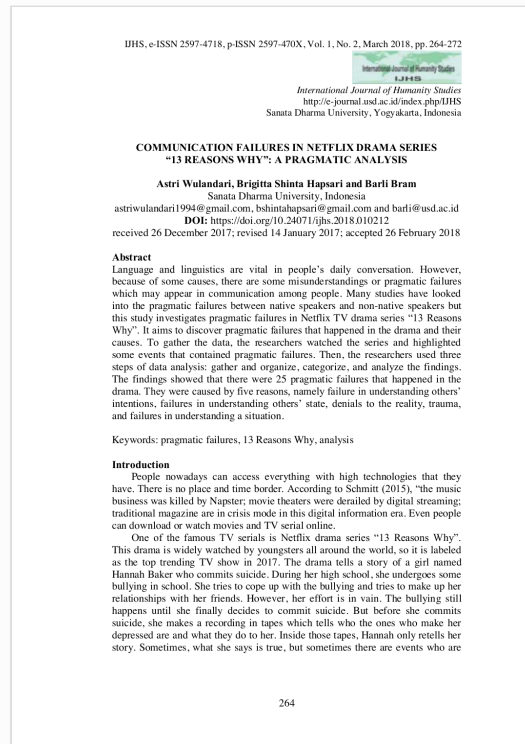 IJHS, e-ISSN 2597-4718, p-ISSN 2597-470X, Vol. 1, No. 2, March 2018, pp. 264-272
International Journal of Humanity Studies
IJHS
International Journal of Humanity Studies
http://e-journal.usd.ac.id/index.php/IJHS
Sanata Dharma University, Yogyakarta, Indonesia
COMMUNICATION FAILURES IN NETFLIX DRAMA SERIES
“13 REASONS WHY”: A PRAGMATIC ANALYSIS
Astri Wulandari, Brigitta Shinta Hapsari and Barli Bram
Sanata Dharma University, Indonesia
astriwulandari1994@gmail.com, bshintahapsari@gmail.com and barli@usd.ac.id
DOI: https://doi.org/10.24071/ijhs.2018.010212
received 26 December 2017; revised 14 January 2017; accepted 26 February 2018
Abstract
Language and linguistics are vital in people’s daily conversation. However,
because of some causes, there are some misunderstandings or pragmatic failures
which may appear in communication among people. Many studies have looked
into the pragmatic failures between native speakers and non-native speakers but
this study investigates pragmatic failures in Netflix TV drama series “13 Reasons
Why”. It aims to discover pragmatic failures that happened in the drama and their
causes. To gather the data, the researchers watched the series and highlighted
some events that contained pragmatic failures. Then, the researchers used three
steps of data analysis: gather and organize, categorize, and analyze the findings.
The findings showed that there were 25 pragmatic failures that happened in the
drama. They were caused by five reasons, namely failure in understanding others’
intentions, failures in understanding others’ state, denials to the reality, trauma,
and failures in understanding a situation.
Keywords: pragmatic failures, 13 Reasons Why, analysis
Introduction
People nowadays can access everything with high technologies that they
have. There is no place and time border. According to Schmitt (2015), “the music
business was killed by Napster; movie theaters were derailed by digital streaming;
traditional magazine are in crisis mode in this digital information era. Even people
can download or watch movies and TV serial online.
One of the famous TV serials is Netflix drama series “13 Reasons Why”.
This drama is widely watched by youngsters all around the world, so it is labeled
as the top trending TV show in 2017. The drama tells a story of a girl named
Hannah Baker who commits suicide. During her high school, she undergoes some
bullying in school. She tries to cope up with the bullying and tries to make up her
relationships with her friends. However, her effort is in vain. The bullying still
happens until she finally decides to commit suicide. But before she commits
suicide, she makes a recording in tapes which tells who the ones who make her
depressed are and what they do to her. Inside those tapes, Hannah only retells her
story. Sometimes, what she says is true, but sometimes there are events who are
264